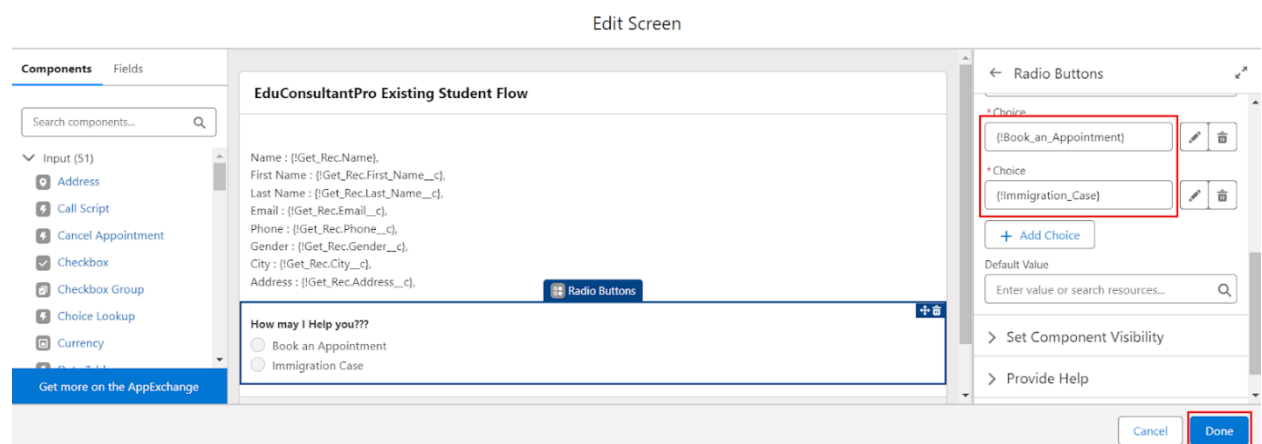 Edit Screen
Components
Fields
Search components...
Input (51)
Address
Call Script
Cancel Appointment
Checkbox
Checkbox Group
Choice Lookup
Currency
Get more on the AppExchange
EduConsultantPro Existing Student Flow
Name : {!Get_Rec.Name},
First Name : {!Get_Rec.First_Name__c},
Last Name : {!Get_Rec.Last_Name__c},
Email : {!Get_Rec.Email__c},
Phone : {!Get_Rec.Phone__c},
Gender : {!Get_Rec.Gender__c},
City : {!Get_Rec.City__c},
Address : {!Get_Rec.Address__c},
Radio Buttons
How may I Help you???
Book an Appointment
Immigration Case
Radio Buttons
*Choice
{!Book_an_Appointment}
*Choice
{!Immigration_Case}
+ Add Choice
Default Value
Enter value or search resources...
Set Component Visibility
Provide Help
Cancel
Done